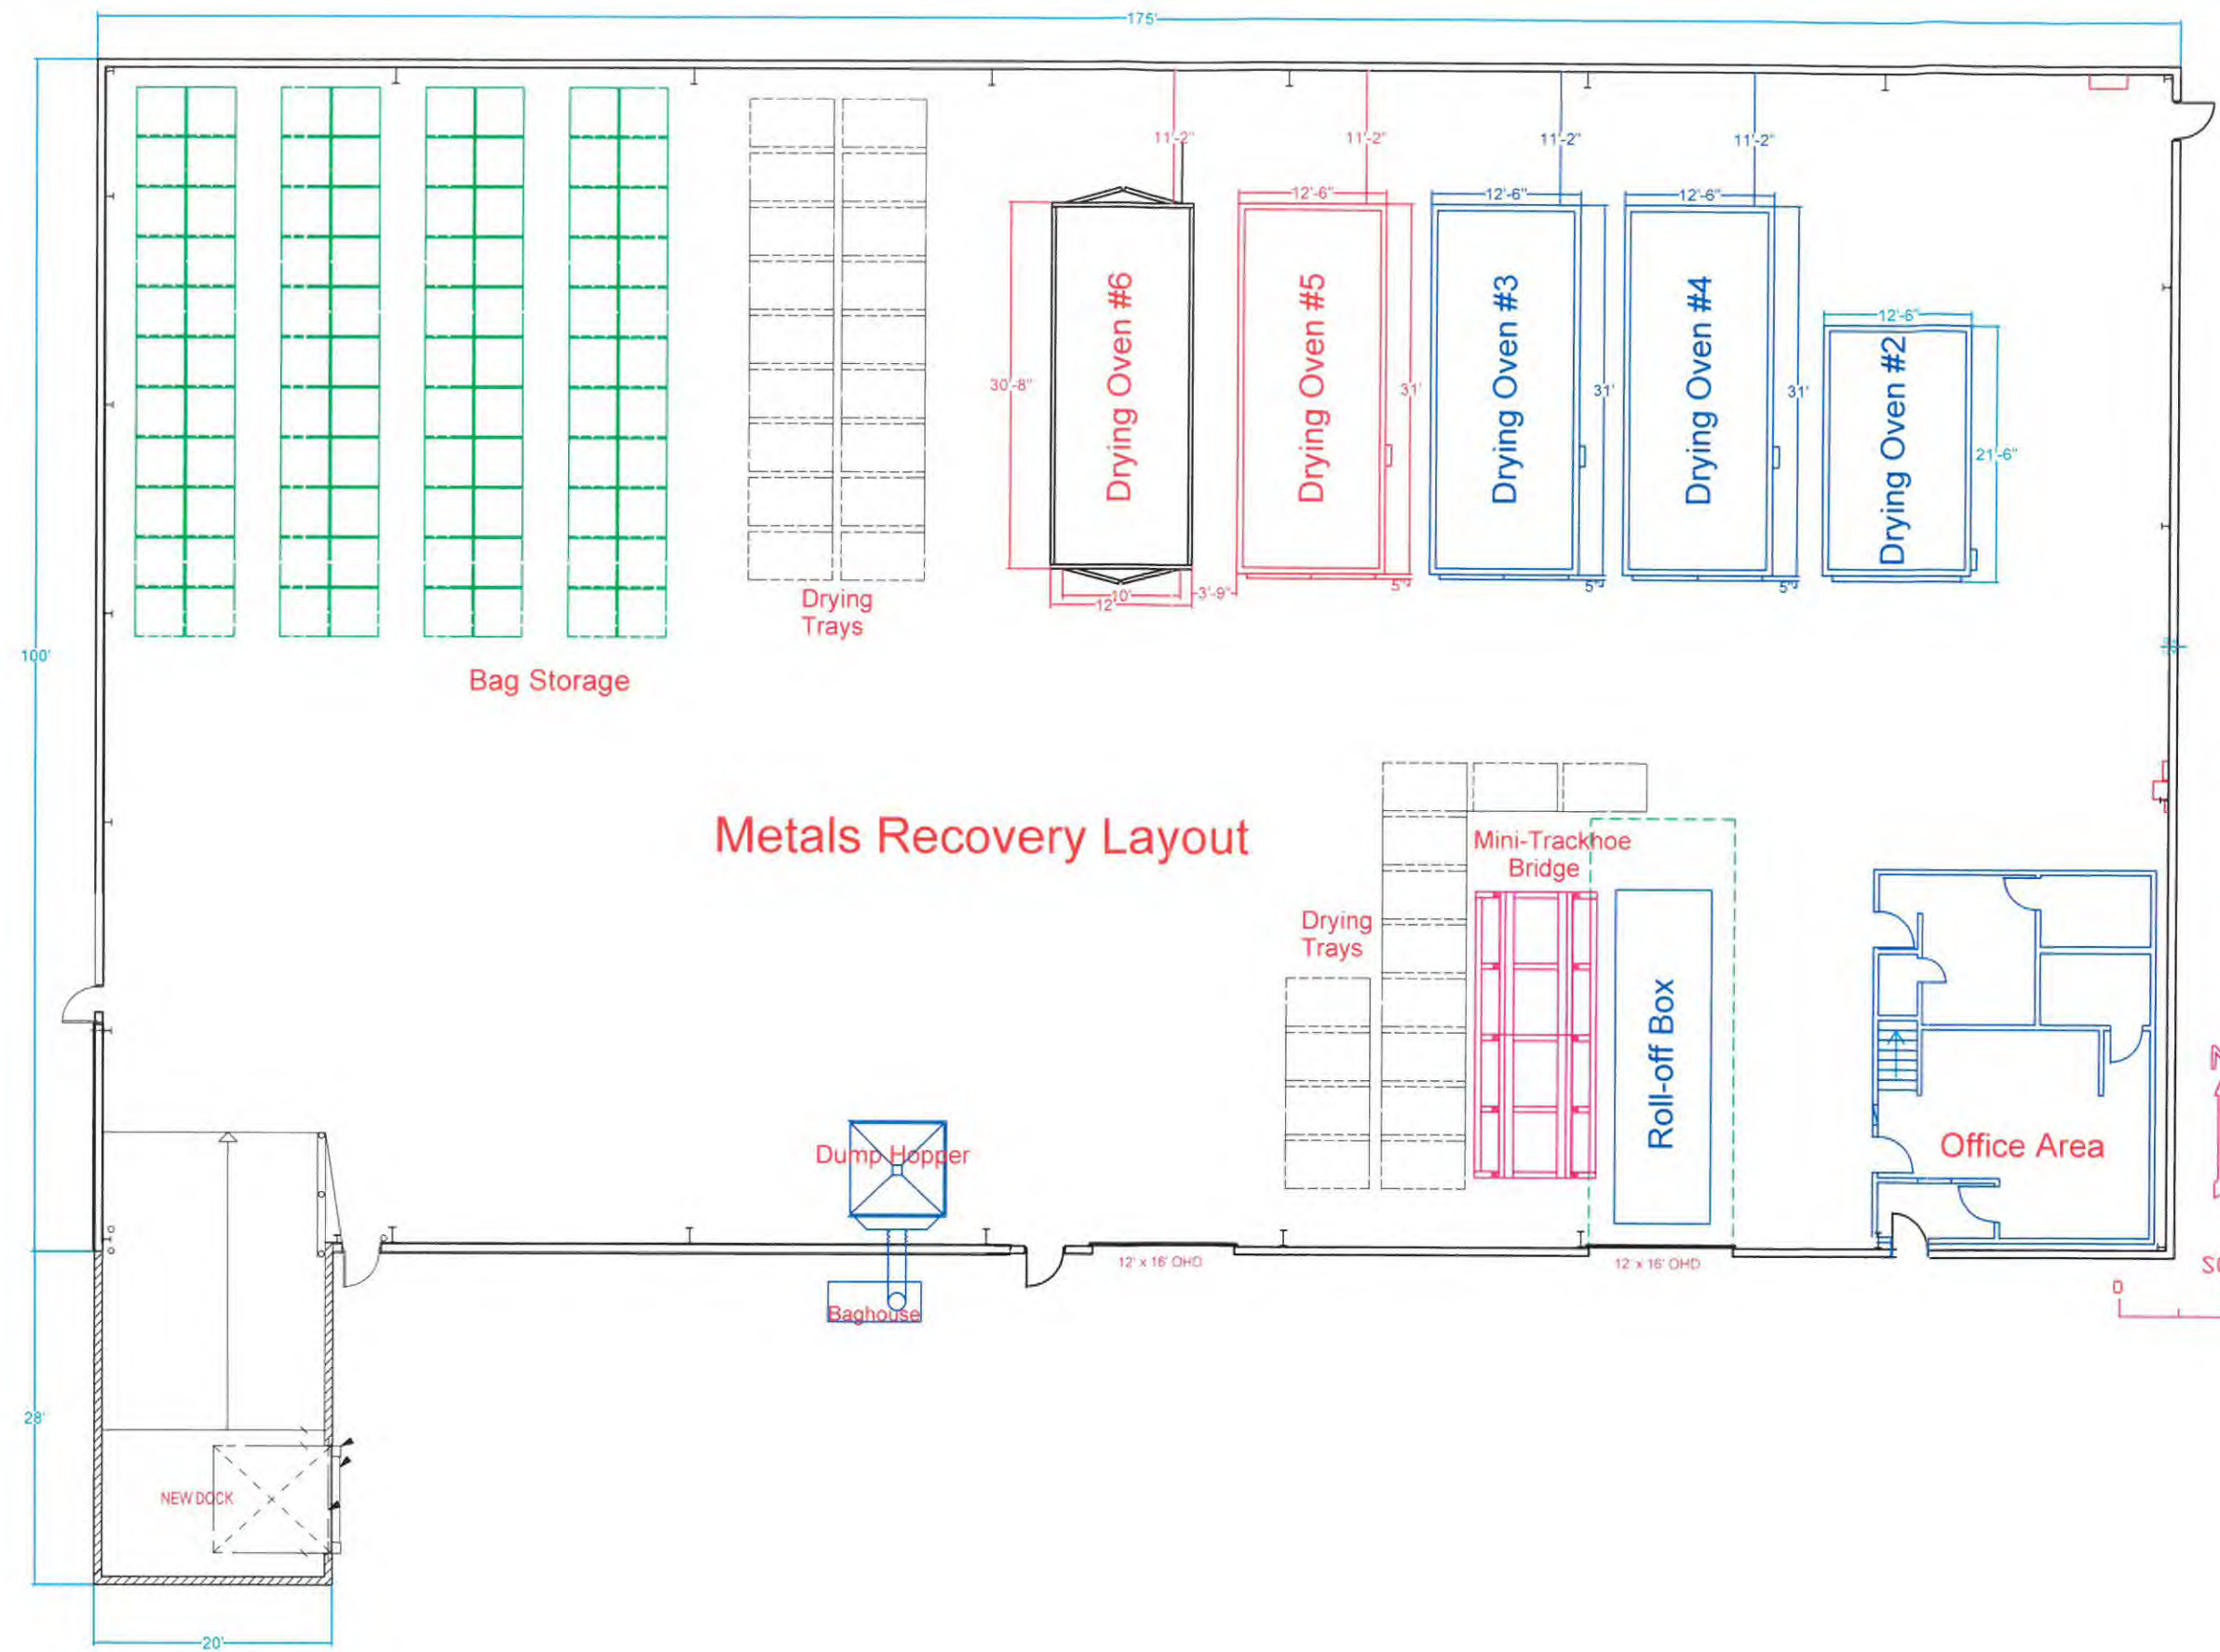 175'
11'-2"
11'-2"
11'-2"
11'-2"
12'-6"
12'-6"
12'-6"
12'-6"
Drying Oven #6
Drying Oven #5
Drying Oven #3
Drying Oven #4
Drying Oven #2
30'-8"
31'
31'
31'
21'-6"
5"
5"
5"
10'
12'
3'-9"
Drying
Trays
100'
Bag Storage
Metals Recovery Layout
Mini-Trackhoe
Bridge
Drying
Trays
Roll-off Box
Office Area
Dump Hopper
12' x 16' OHD
12' x 16' OHD
Baghouse
N
0
28'
NEW DOCK
20'